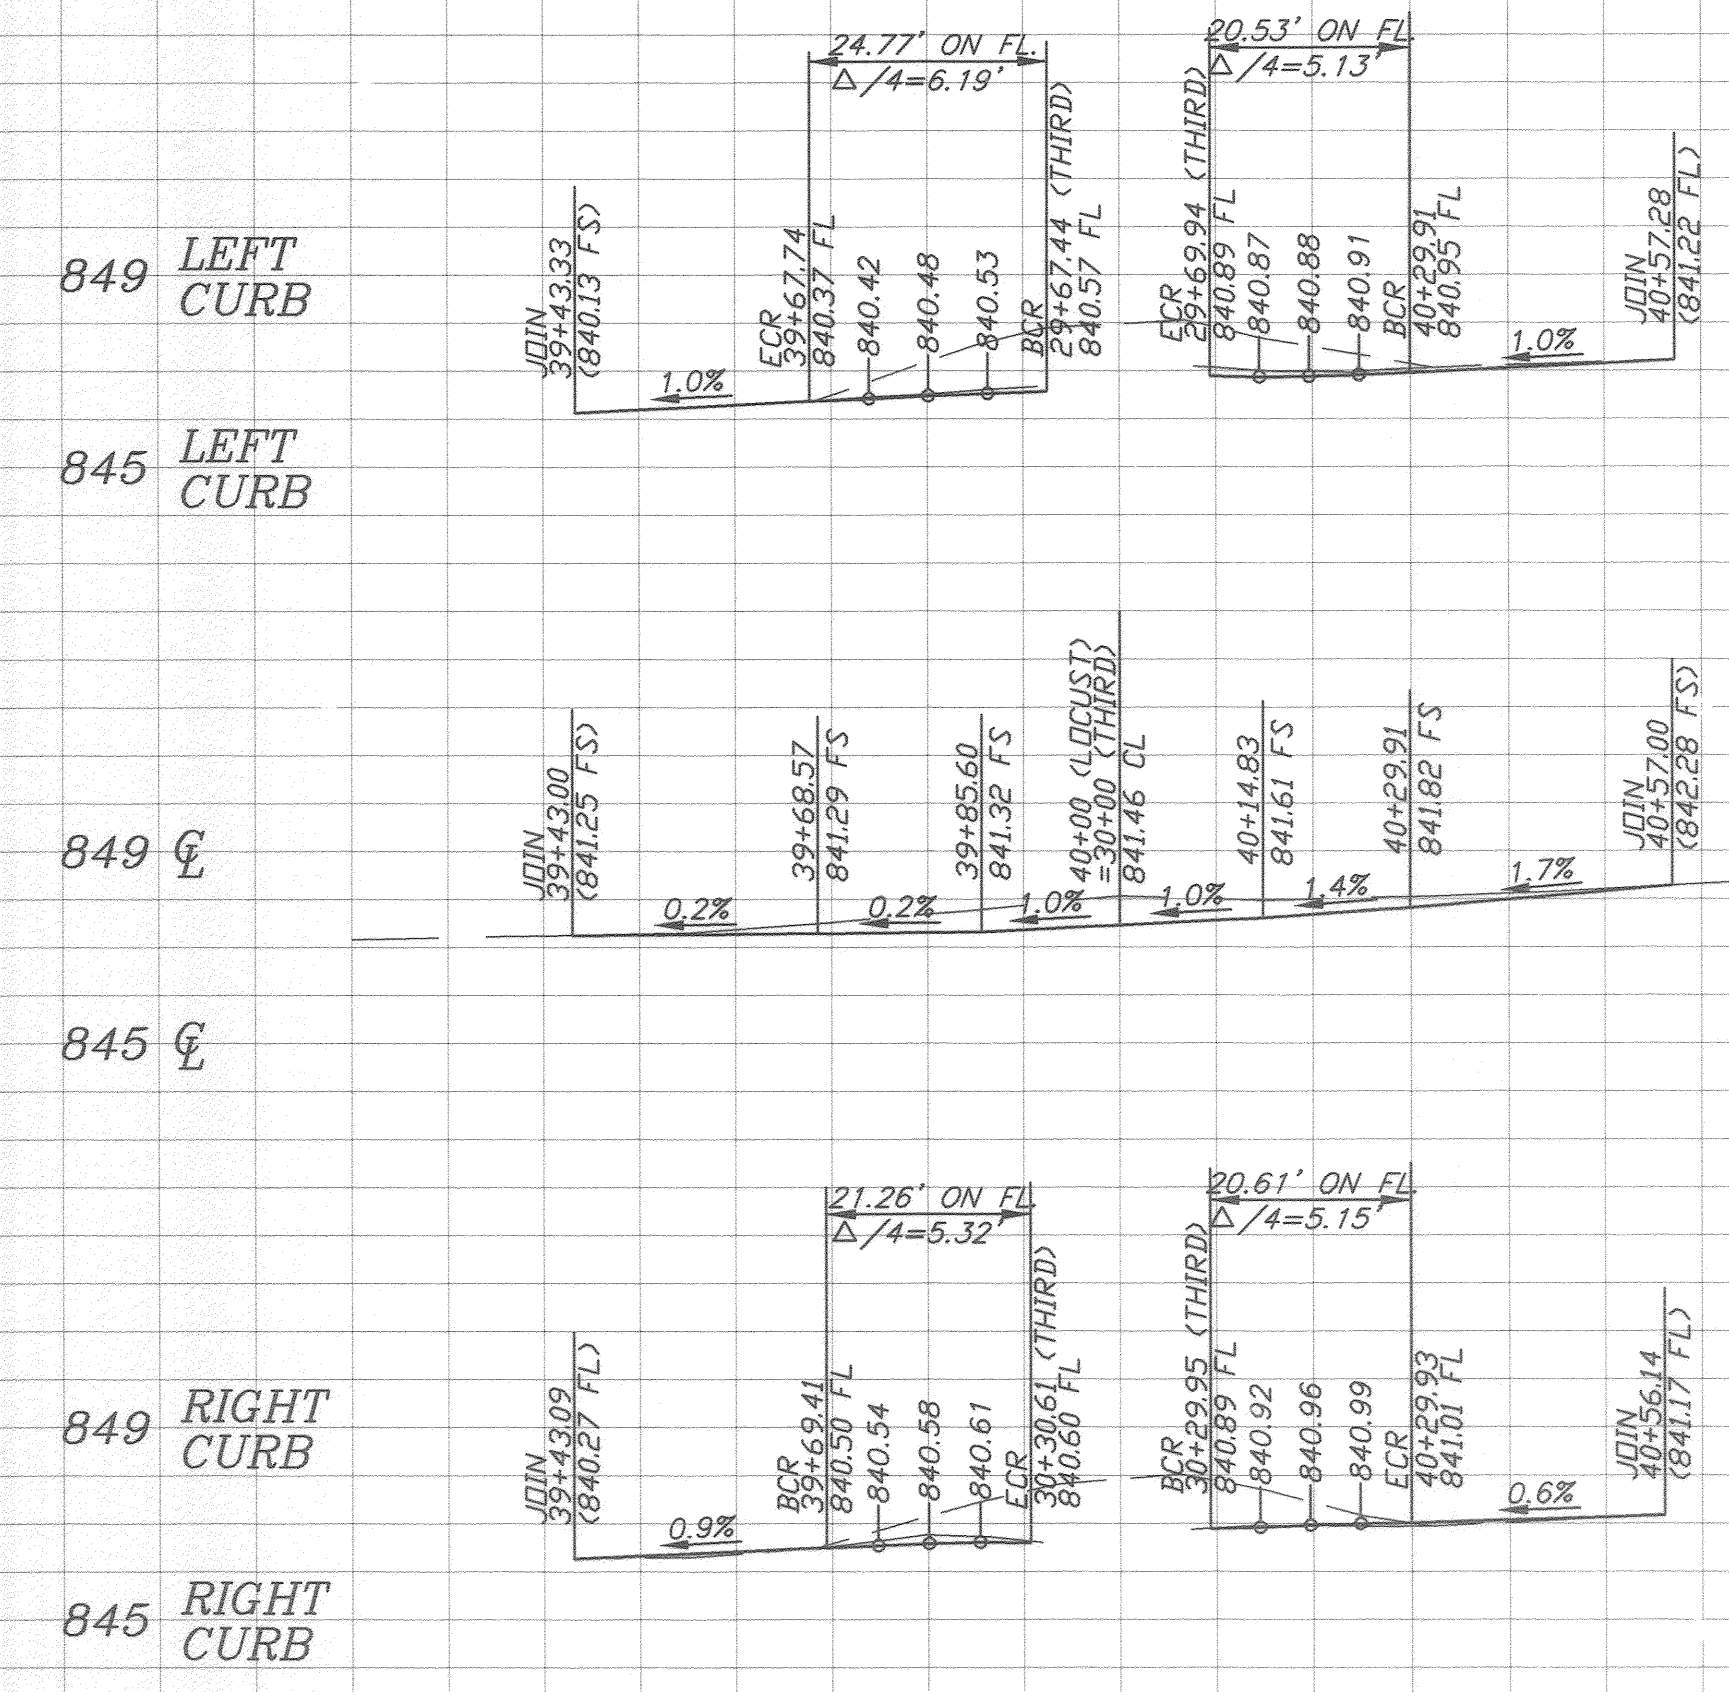 24.77' ON FL.
Δ/4=6.19'
20.53' ON FL.
Δ/4=5.13'
849 LEFT
CURB
JOIN
39+43.33
(840.13 FS)
1.0%
ECR
39+67.74
840.37 FL
840.42
840.48
840.53
BCR
29+67.44 (THIRD)
840.57 FL
ECR
29+69.94 (THIRD)
840.89 FL
840.87
840.88
840.91
BCR
40+29.91
840.95 FL
1.0%
JOIN
40+57.28
(841.22 FL)
845 LEFT
CURB
849 ℄
JOIN
39+43.00
(841.25 FS)
0.2%
39+68.57
841.29 FS
0.2%
39+85.60
841.32 FS
1.0%
40+00 (LOCUST)
=30+00 (THIRD)
841.46 CL
1.0%
40+14.83
841.61 FS
1.4%
40+29.91
841.82 FS
1.7%
JOIN
40+57.00
(842.28 FS)
845 ℄
21.26' ON FL.
Δ/4=5.32'
20.61' ON FL.
Δ/4=5.15'
849 RIGHT
CURB
JOIN
39+43.09
(840.27 FL)
0.9%
BCR
39+69.41
840.50 FL
840.54
840.58
840.61
ECR
30+30.61 (THIRD)
840.60 FL
BCR
30+29.95 (THIRD)
840.89 FL
840.92
840.96
840.99
ECR
40+29.93
841.01 FL
0.6%
JOIN
40+56.14
(841.17 FL)
845 RIGHT
CURB